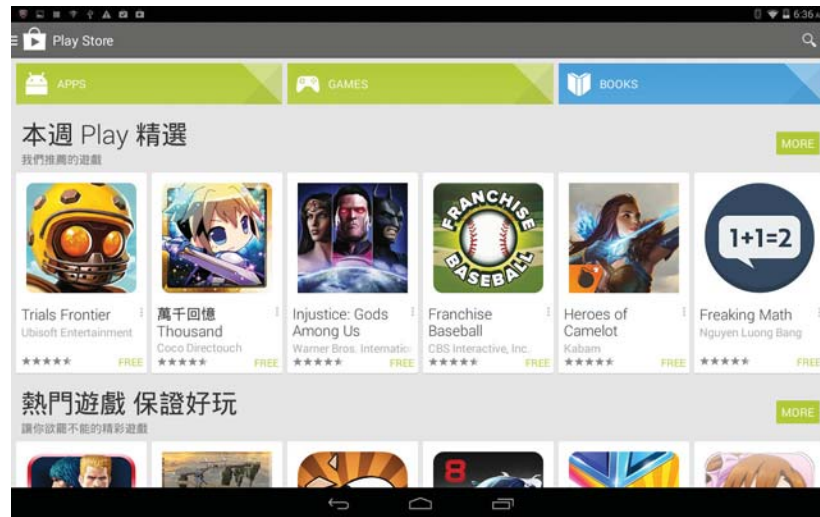 6:36
Play Store
APPS
GAMES
BOOKS
本週 Play 精選
我們推薦的遊戲
MORE
FRANCHISE
BASEBALL
1+1=2
Trials Frontier
Ubisoft Entertainment
FREE
萬千回憶
Thousand
Coco Directouch
FREE
Injustice: Gods
Among Us
Warner Bros. Internatio
FREE
Franchise
Baseball
CBS Interactive, Inc.
FREE
Heroes of
Camelot
Kabam
FREE
Freaking Math
Nguyen Luong Bang
FREE
熱門遊戲 保證好玩
讓你欲罷不能的精彩遊戲
MORE
8